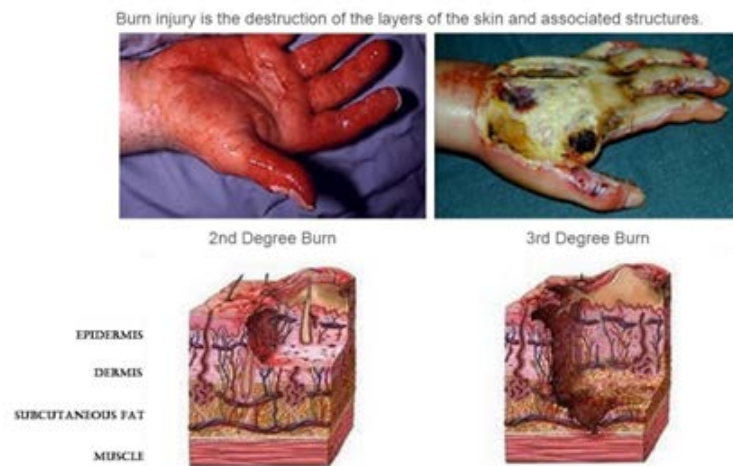 Burn injury is the destruction of the layers of the skin and associated structures.
2nd Degree Burn
3rd Degree Burn
EPIDERMIS
DERMIS
SUBCUTANEOUS FAT
MUSCLE